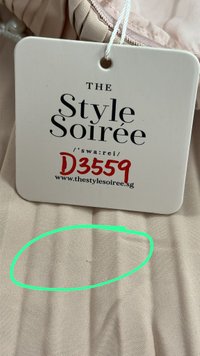 THE
Style
Soirée
/'swɑːreɪ/
D3559
www.thestylesoiree.sg